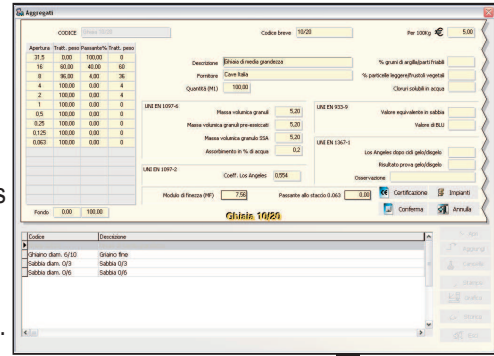 Aggregati
CODICE Ghiaia 10/20 Codice breve 10/20 Per 100Kg € 5,00
Apertura Tratt. peso Passante% Tratt. peso
31,5 0,00 100,00 0
16 60,00 40,00 60
8 96,00 4,00 36
4 100,00 0,00 4
2 100,00 0,00
1 100,00 0,00 0
0,5 100,00 0,00 0
0,25 100,00 0,00 0
0,125 100,00 0,00 0
0,063 100,00 0,00 0
Fondo 0,00 100,00
Descrizione Ghiaia di media grandezza
Fornitore Cave Italia
Quantità (M1) 100,00
% grumi di argilla/parti friabili
% particelle leggere/frustoli vegetali
Cloruri solubili in acqua
UNI EN 1097-6
Massa volumica granuli 5,20
Massa volumica granuli pre-essiccati 5,20
Massa volumica granulo SSA 5,20
Assorbimento in % di acqua 0,2
UNI EN 933-9
Valore equivalente in sabbia
Valore di BLU
UNI EN 1097-2
Coeff. Los Angeles 0,554
UNI EN 1367-1
Los Angeles dopo cicli gelo/disgelo
Risultato prova gelo/disgelo
Osservazione
Modulo di finezza (MF) 7,56 Passante allo staccio 0.063 0,00
Certificazione Impianti
Conferma Annulla
Ghiaia 10/20
Codice Descrizione
Ghiaino diam. 6/10 Griaino fine
Sabbia diam. 0/3 Sabbia 0/3
Sabbia diam. 0/6 Sabbia 0/6
Aggiorna
Cancella
Stampa
s
.